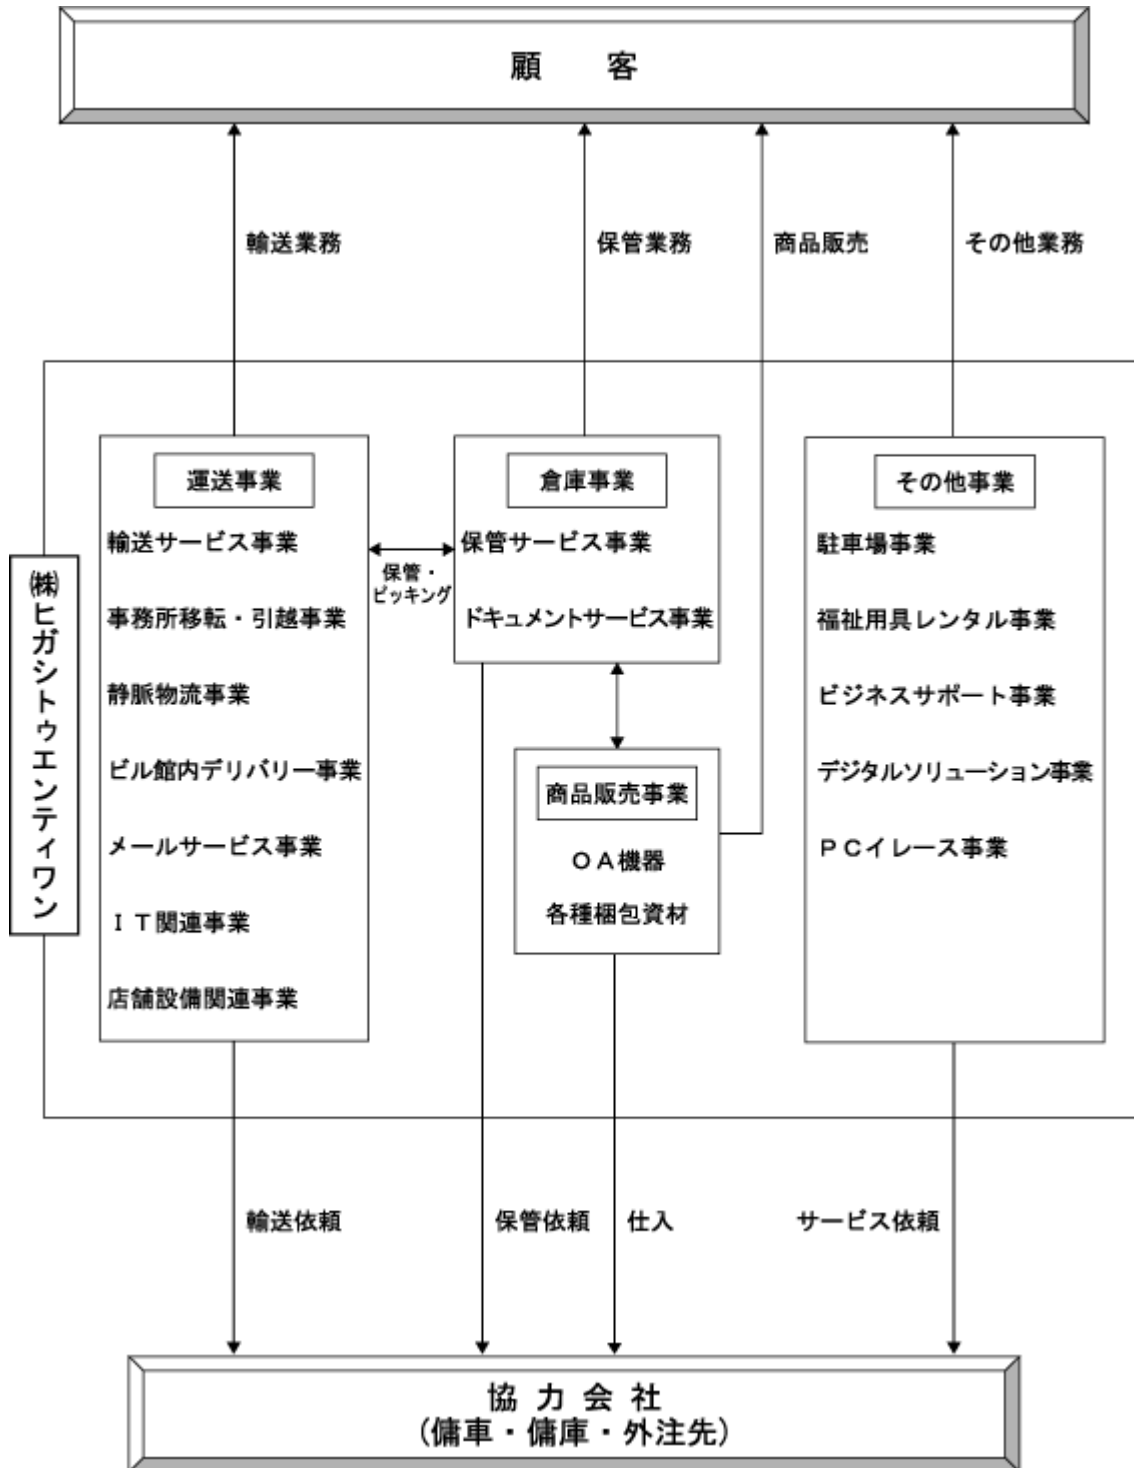 顧　客
輸送業務
保管業務
商品販売
その他業務
㈱ヒガシトゥエンティワン
運送事業
輸送サービス事業
事務所移転・引越事業
静脈物流事業
ビル館内デリバリー事業
メールサービス事業
ＩＴ関連事業
店舗設備関連事業
保管・
ピッキング
倉庫事業
保管サービス事業
ドキュメントサービス事業
商品販売事業
ＯＡ機器
各種梱包資材
その他事業
駐車場事業
福祉用具レンタル事業
ビジネスサポート事業
デジタルソリューション事業
ＰＣイレース事業
輸送依頼
保管依頼
仕入
サービス依頼
協力会社
(傭車・傭庫・外注先)